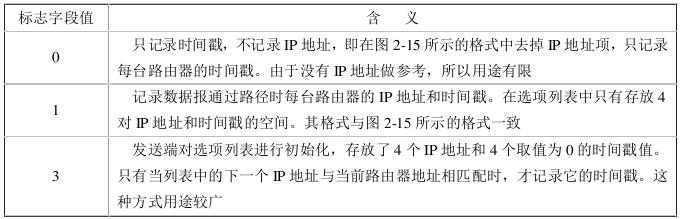 标志字段值 含 义
0 只记录时间戳，不记录 IP 地址，即在图 2-15 所示的格式中去掉 IP 地址项，只记录
每台路由器的时间戳。由于没有 IP 地址做参考，所以用途有限
1 记录数据报通过路径时每台路由器的 IP 地址和时间戳。在选项列表中只有存放 4
对 IP 地址和时间戳的空间。其格式与图 2-15 所示的格式一致
3 发送端对选项列表进行初始化，存放了 4 个 IP 地址和 4 个取值为 0 的时间戳值。
只有当列表中的下一个 IP 地址与当前路由器地址相匹配时，才记录它的时间戳。这
种方式用途较广